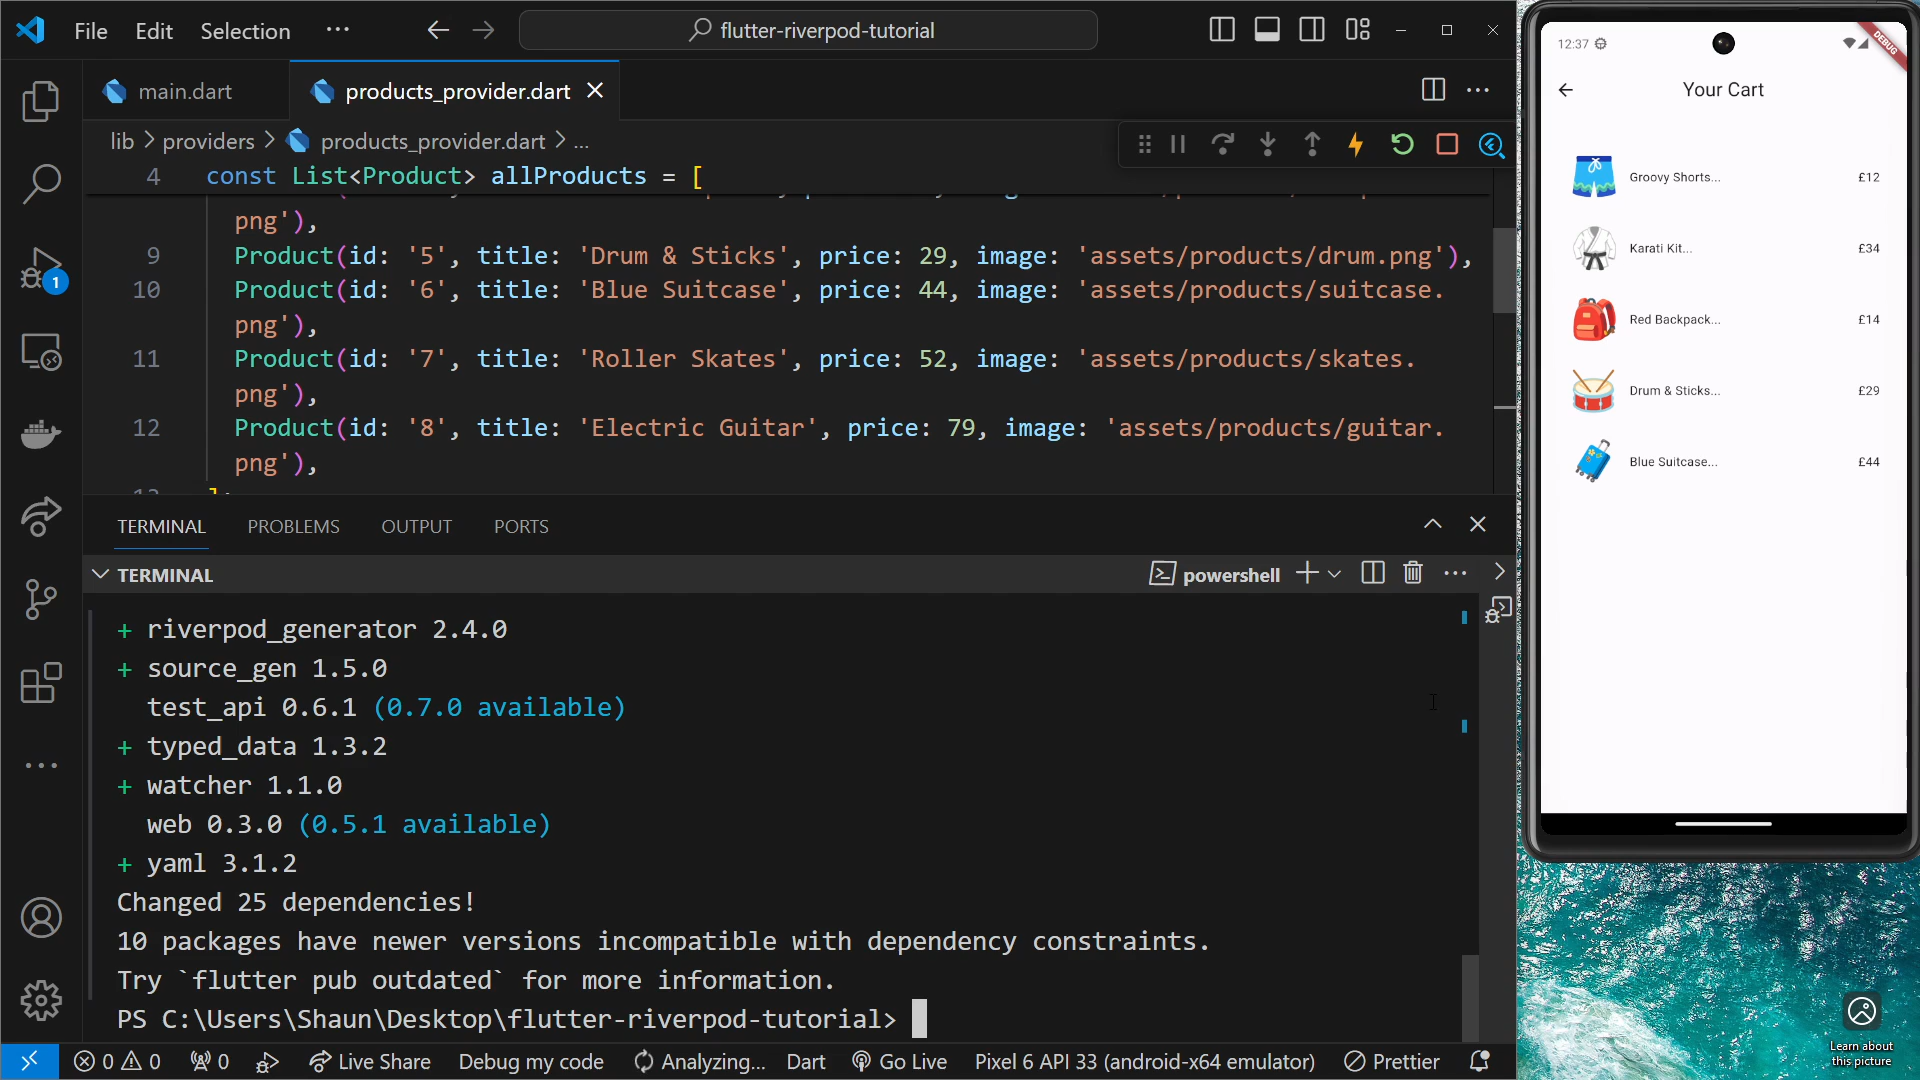 File Edit Selection ···
flutter-riverpod-tutorial
main.dart
products_provider.dart
lib > providers > products_provider.dart > ...
4 const List<Product> allProducts = [
png'),
9 Product(id: '5', title: 'Drum & Sticks', price: 29, image: 'assets/products/drum.png'),
10 Product(id: '6', title: 'Blue Suitcase', price: 44, image: 'assets/products/suitcase.
png'),
11 Product(id: '7', title: 'Roller Skates', price: 52, image: 'assets/products/skates.
png'),
12 Product(id: '8', title: 'Electric Guitar', price: 79, image: 'assets/products/guitar.
png'),
1
TERMINAL PROBLEMS OUTPUT PORTS
TERMINAL
powershell
+ riverpod_generator 2.4.0
+ source_gen 1.5.0
test_api 0.6.1 (0.7.0 available)
+ typed_data 1.3.2
+ watcher 1.1.0
web 0.3.0 (0.5.1 available)
+ yaml 3.1.2
Changed 25 dependencies!
10 packages have newer versions incompatible with dependency constraints.
Try `flutter pub outdated` for more information.
PS C:\Users\Shaun\Desktop\flutter-riverpod-tutorial>
0 0 0 Live Share Debug my code Analyzing... Dart Go Live Pixel 6 API 33 (android-x64 emulator) Prettier
12:37
DEBUG
Your Cart
Groovy Shorts... £12
Karati Kit... £34
Red Backpack... £14
Drum & Sticks... £29
Blue Suitcase... £44
Learn about
this picture